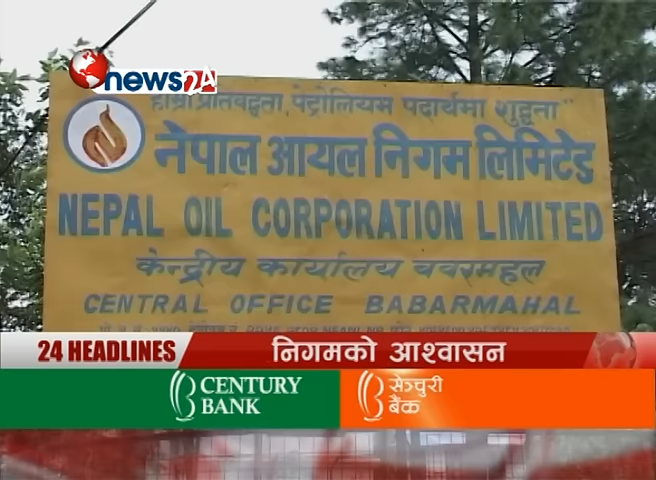 news24
हाम्रो प्रतिवद्धता, पेट्रोलियम पदार्थमा शुद्धता"
नेपाल आयल निगम लिमिटेड
NEPAL OIL CORPORATION LIMITED
केन्द्रीय कार्यालय बबरमहल
CENTRAL OFFICE BABARMAHAL
24 HEADLINES
निगमको आश्वासन
CENTURY
BANK
सेञ्चुरी
बैंक